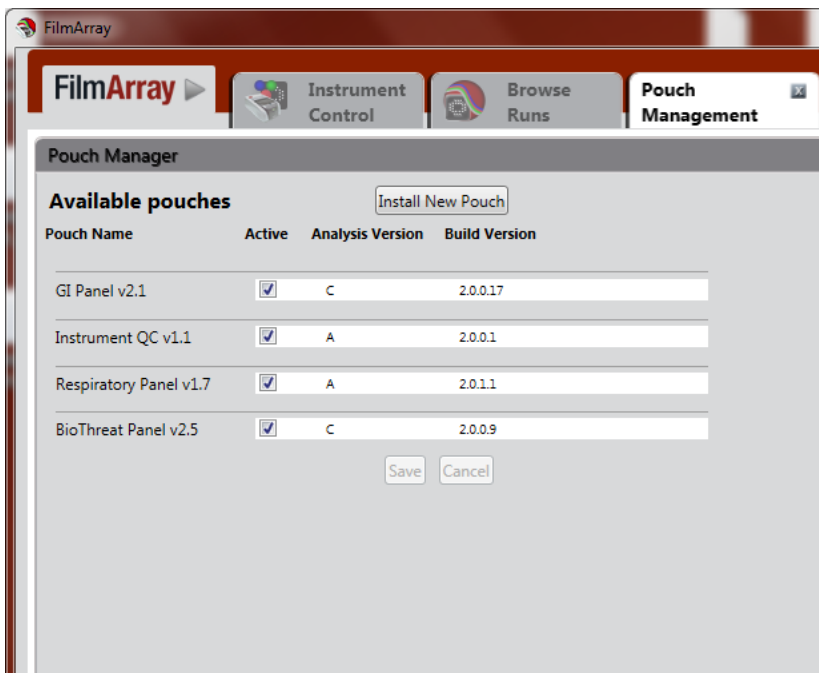 FilmArray
FilmArray
Instrument Control
Browse Runs
Pouch Management
x
Pouch Manager
Available pouches Install New Pouch
Pouch Name Active Analysis Version Build Version
GI Panel v2.1 C 2.0.0.17
Instrument QC v1.1 A 2.0.0.1
Respiratory Panel v1.7 A 2.0.1.1
BioThreat Panel v2.5 C 2.0.0.9
Save Cancel